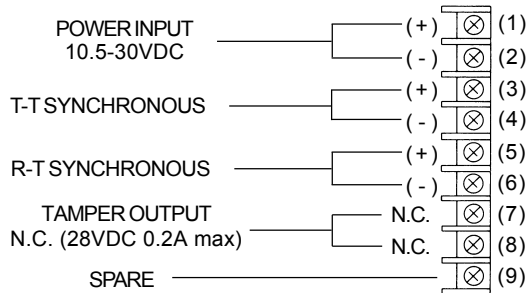 POWER INPUT (+) (1)
10.5-30VDC (-) (2)
T-T SYNCHRONOUS (+) (3)
(-) (4)
R-T SYNCHRONOUS (+) (5)
(-) (6)
TAMPER OUTPUT N.C. (7)
N.C. (28VDC 0.2A max) N.C. (8)
SPARE (9)